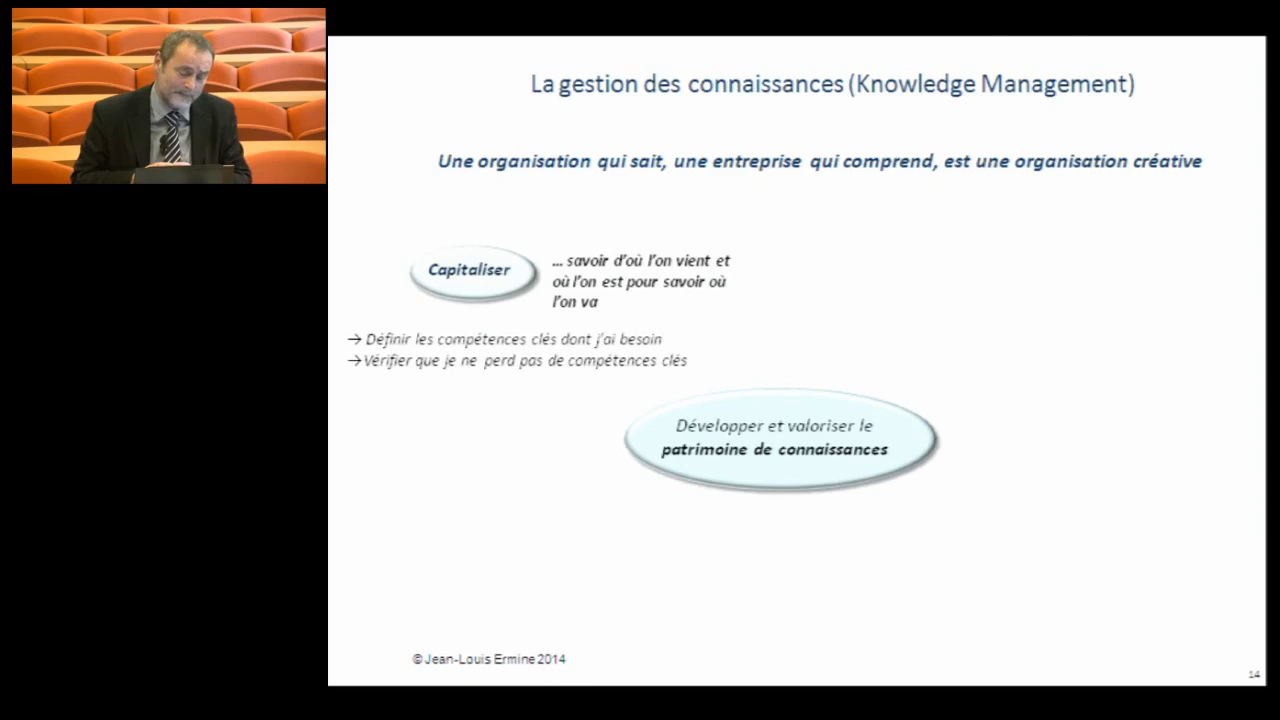 La gestion des connaissances (Knowledge Management)
Une organisation qui sait, une entreprise qui comprend, est une organisation créative
Capitaliser
... savoir d'où l'on vient et
où l'on est pour savoir où
l'on va
→ Définir les compétences clés dont j'ai besoin
→ Vérifier que je ne perd pas de compétences clés
Développer et valoriser le
patrimoine de connaissances
© Jean-Louis Ermine 2014
14